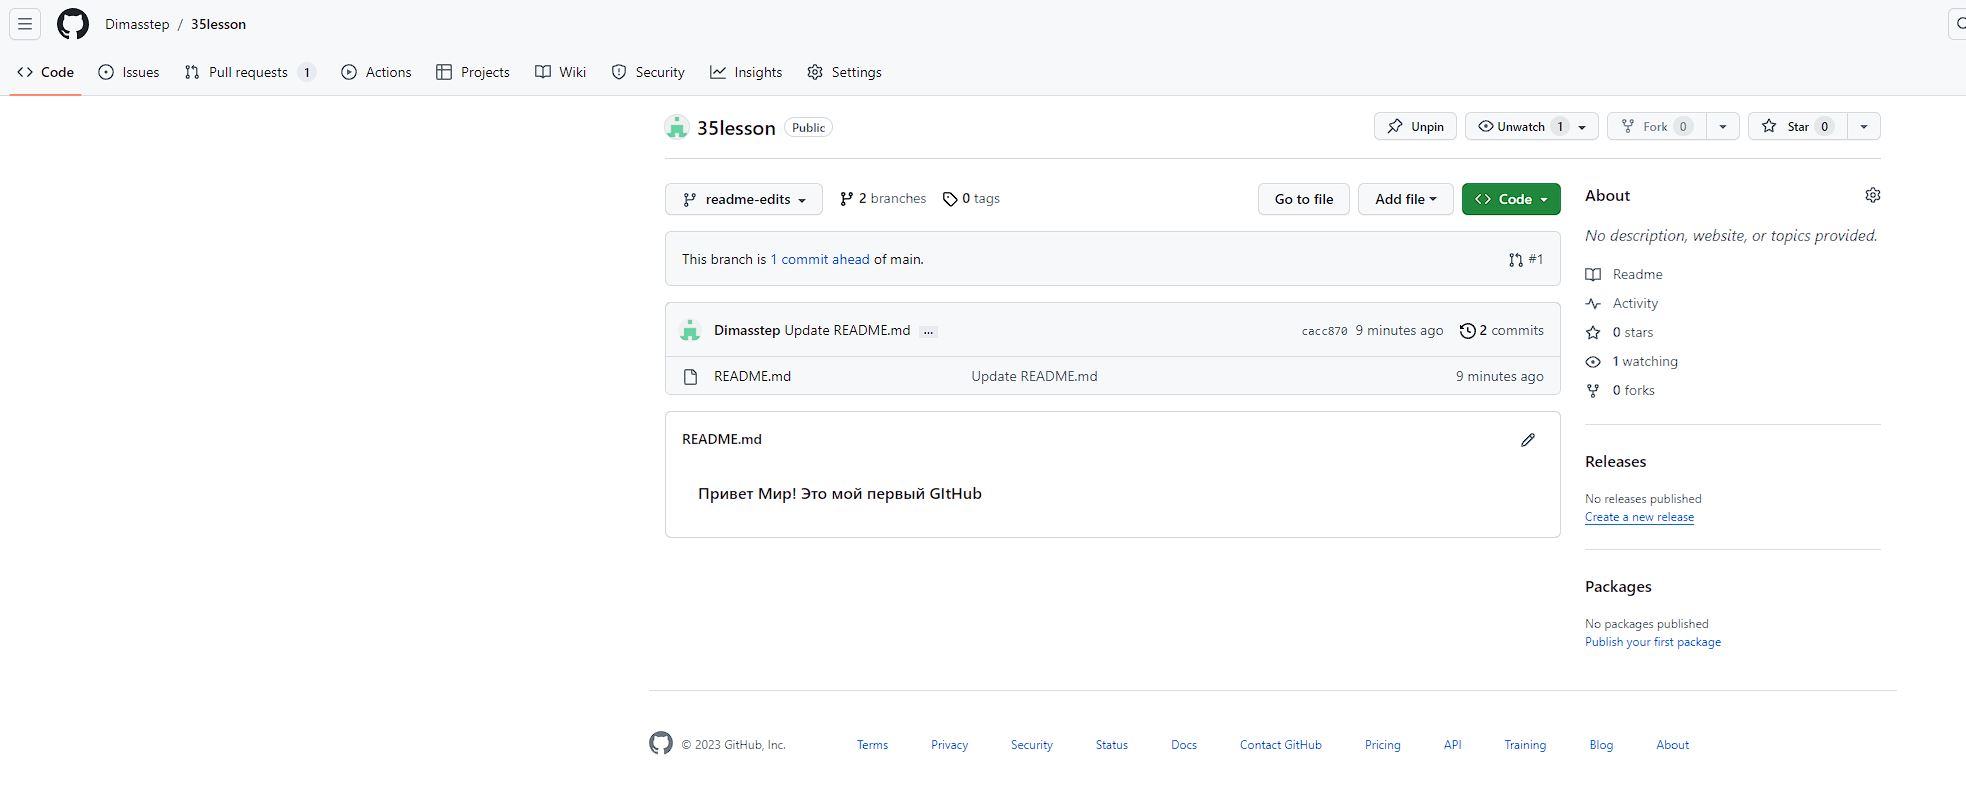 Dimasstep / 35lesson
Code Issues Pull requests 1 Actions Projects Wiki Security Insights Settings
35lesson Public Unpin Unwatch 1 Fork 0 Star 0
readme-edits 2 branches 0 tags Go to file Add file Code
This branch is 1 commit ahead of main. #1
Dimasstep Update README.md ... cacc870 9 minutes ago 2 commits
README.md Update README.md 9 minutes ago
README.md
Привет Мир! Это мой первый GItHub
About
No description, website, or topics provided.
Readme
Activity
0 stars
1 watching
0 forks
Releases
No releases published
Create a new release
Packages
No packages published
Publish your first package
© 2023 GitHub, Inc. Terms Privacy Security Status Docs Contact GitHub Pricing API Training Blog About